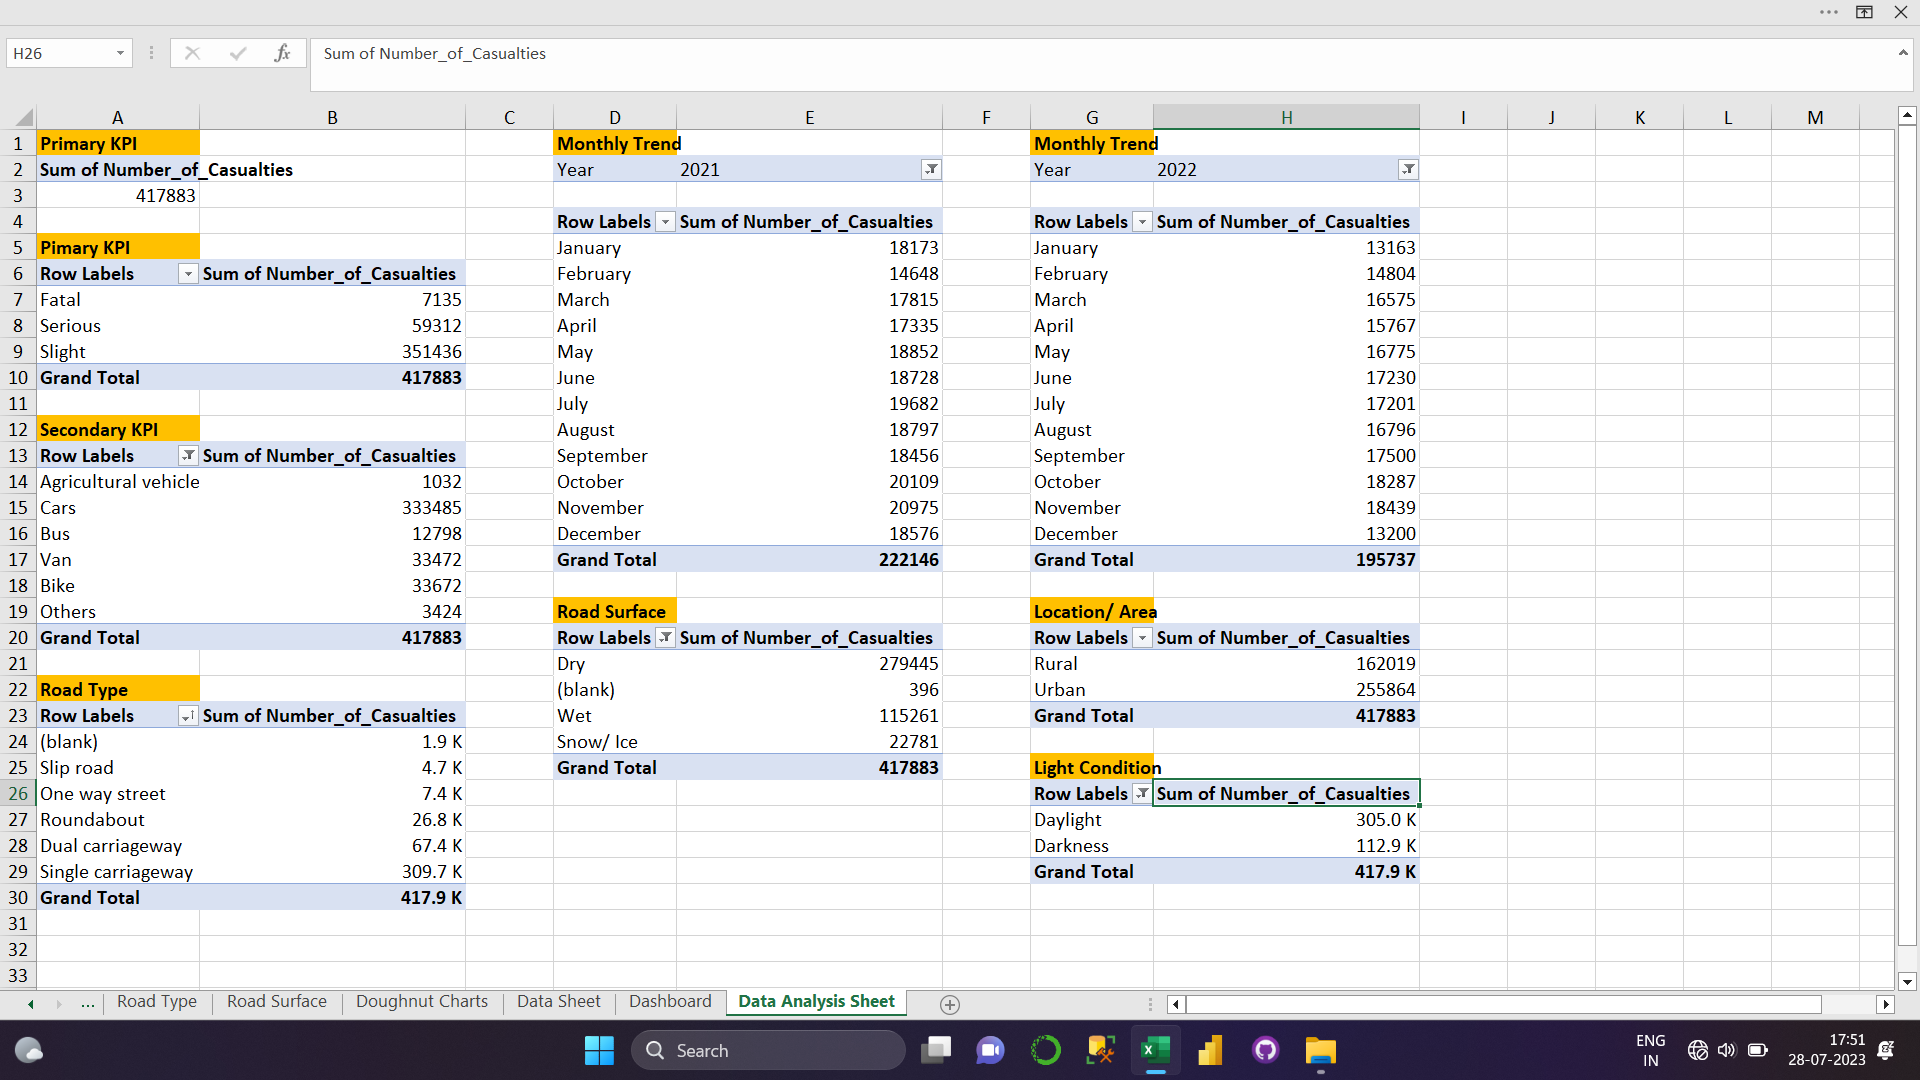 H26
fx
Sum of Number_of_Casualties
A B C D E F G H I J K L M
1 Primary KPI Monthly Trend Monthly Trend
2 Sum of Number_of_Casualties Year 2021 Year 2022
3 417883
4 Row Labels Sum of Number_of_Casualties Row Labels Sum of Number_of_Casualties
5 Pimary KPI January 18173 January 13163
6 Row Labels Sum of Number_of_Casualties February 14648 February 14804
7 Fatal 7135 March 17815 March 16575
8 Serious 59312 April 17335 April 15767
9 Slight 351436 May 18852 May 16775
10 Grand Total 417883 June 18728 June 17230
11 July 19682 July 17201
12 Secondary KPI August 18797 August 16796
13 Row Labels Sum of Number_of_Casualties September 18456 September 17500
14 Agricultural vehicle 1032 October 20109 October 18287
15 Cars 333485 November 20975 November 18439
16 Bus 12798 December 18576 December 13200
17 Van 33472 Grand Total 222146 Grand Total 195737
18 Bike 33672
19 Others 3424 Road Surface Location/ Area
20 Grand Total 417883 Row Labels Sum of Number_of_Casualties Row Labels Sum of Number_of_Casualties
21 Dry 279445 Rural 162019
22 Road Type (blank) 396 Urban 255864
23 Row Labels Sum of Number_of_Casualties Wet 115261 Grand Total 417883
24 (blank) 1.9 K Snow/ Ice 22781
25 Slip road 4.7 K Grand Total 417883 Light Condition
26 One way street 7.4 K Row Labels Sum of Number_of_Casualties
27 Roundabout 26.8 K Daylight 305.0 K
28 Dual carriageway 67.4 K Darkness 112.9 K
29 Single carriageway 309.7 K Grand Total 417.9 K
30 Grand Total 417.9 K
31
32
33
... Road Type Road Surface Doughnut Charts Data Sheet Dashboard Data Analysis Sheet
Search
ENG
IN
17:51
28-07-2023